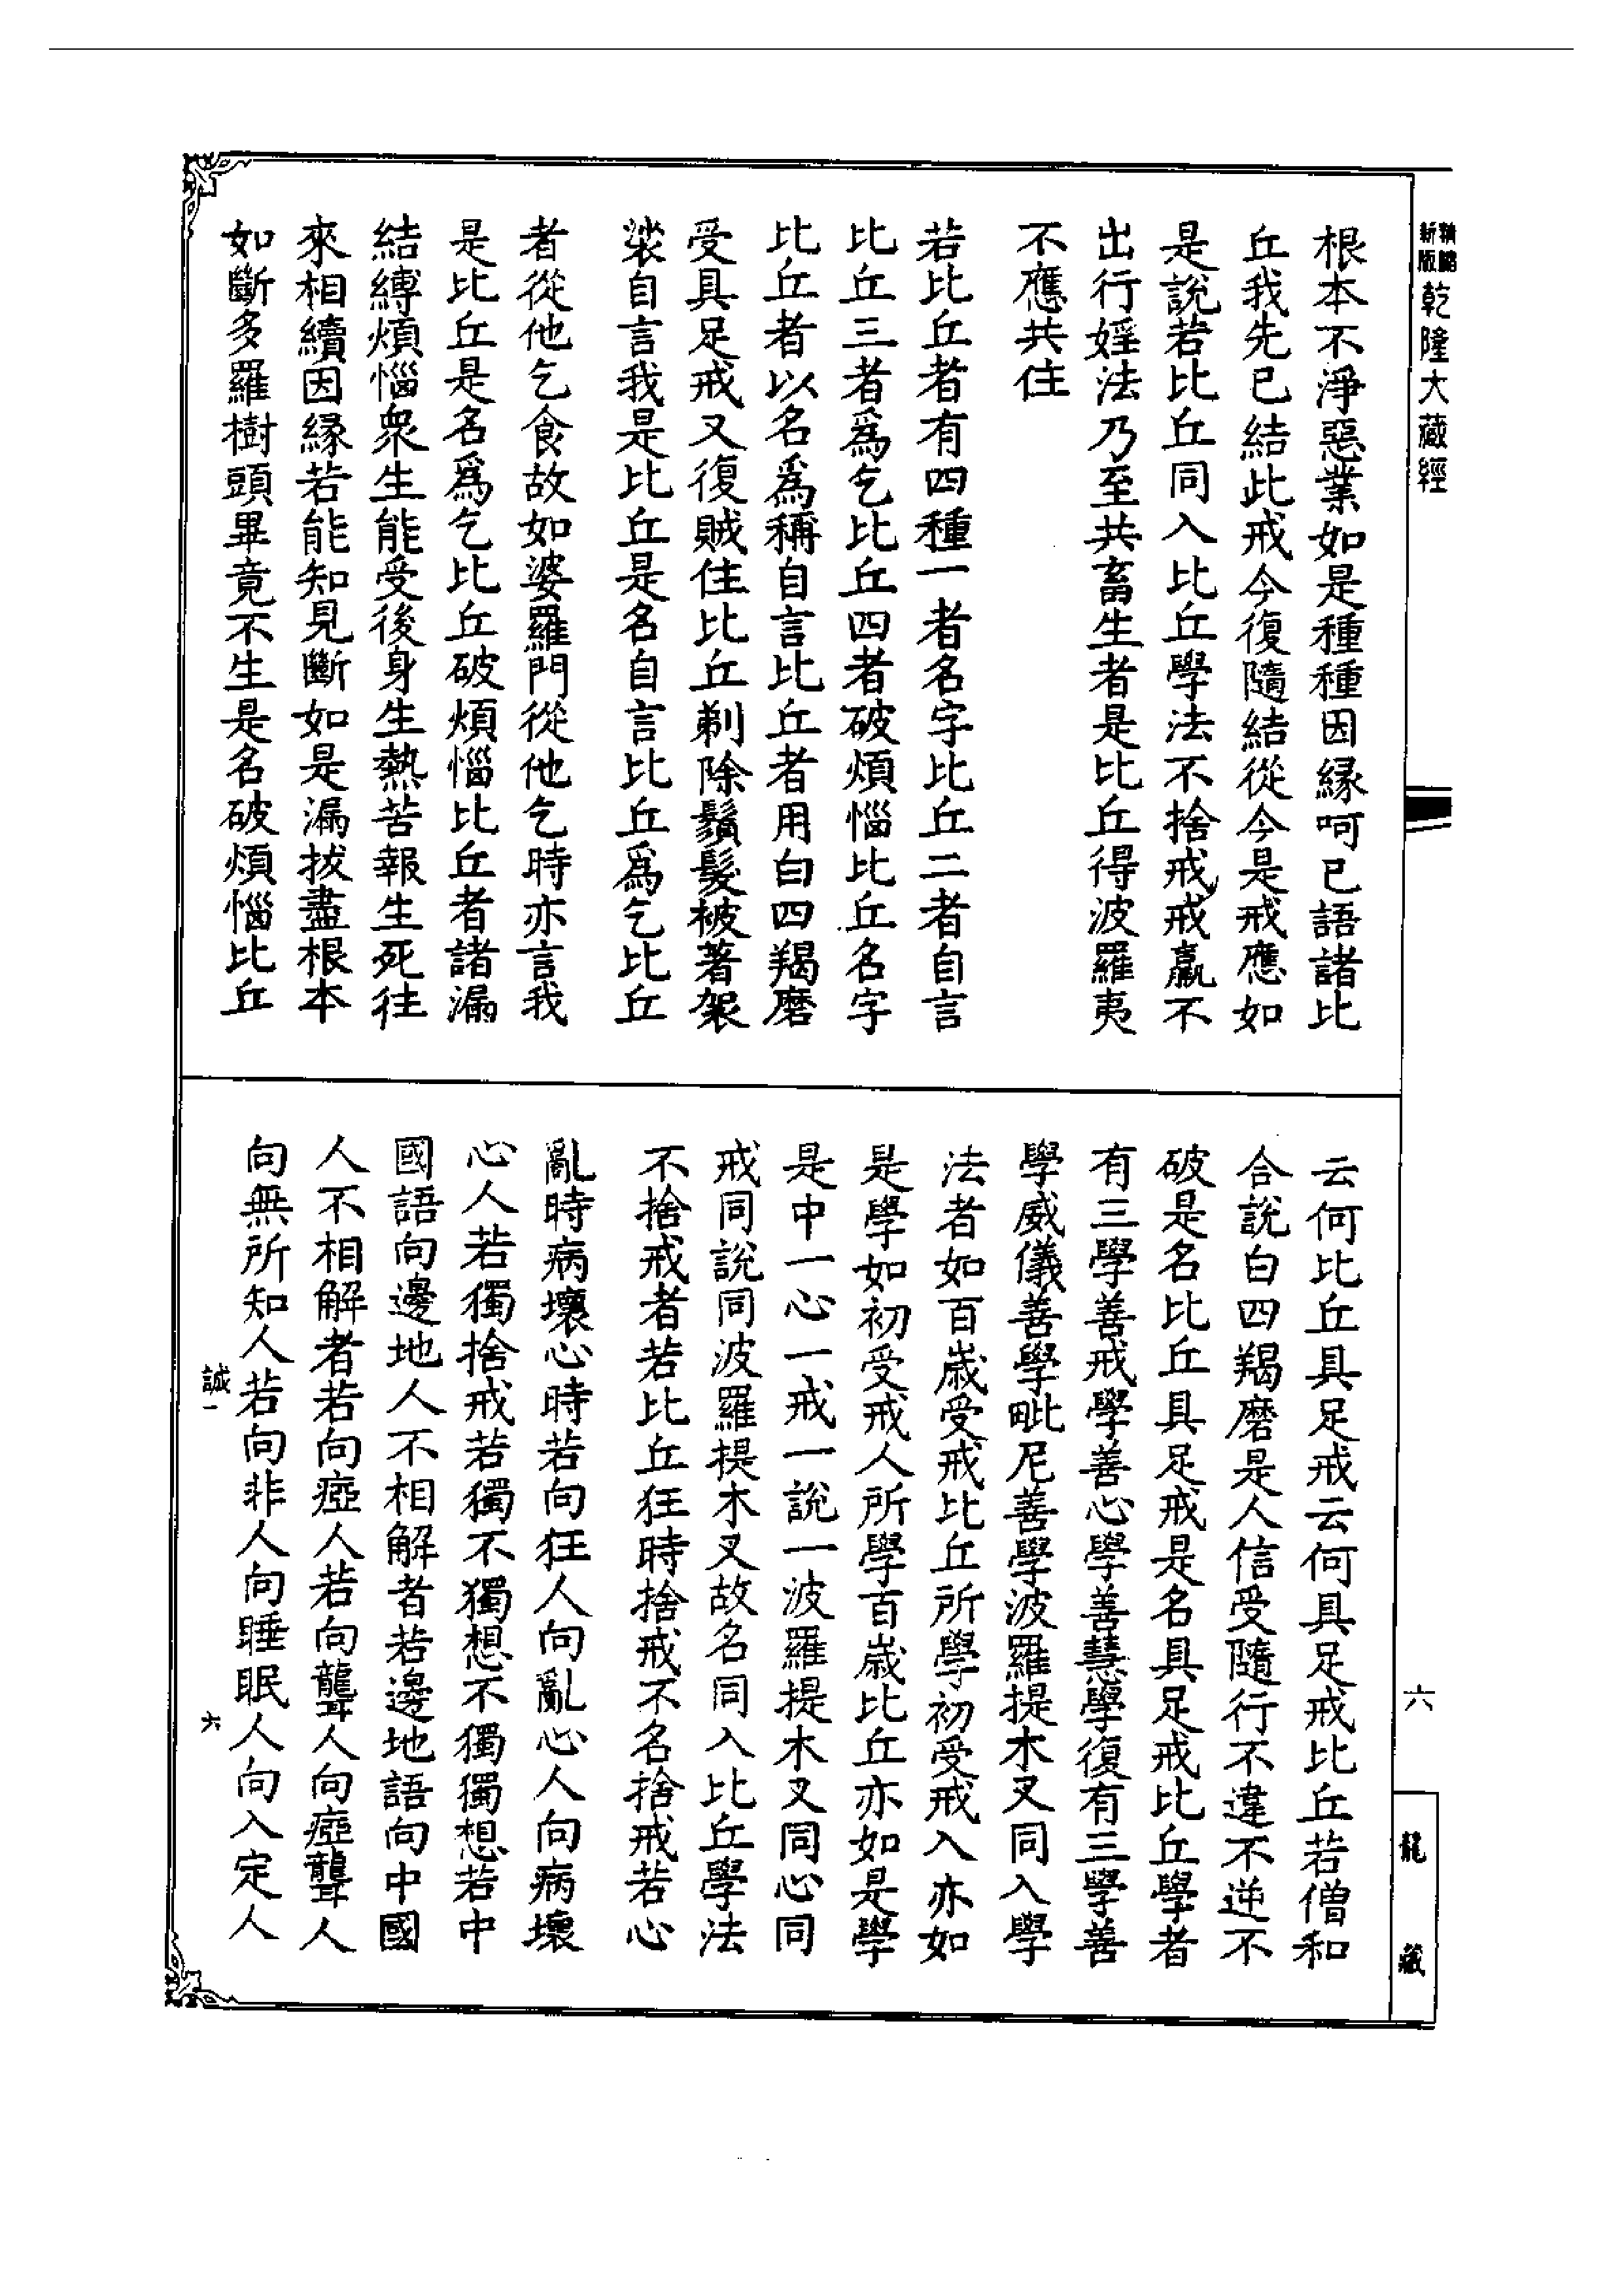 乾隆大藏經
新版
根本不淨惡業如是種種因緣呵已語諸比
丘我先已結此戒今復隨結從今是戒應如
是說若比丘同入比丘學法不捨戒戒羸不
出行婬法乃至共畜生者是比丘得波羅夷
不應共住
若比丘者有四種一者名字比丘二者自言
比丘三者爲乞比丘四者破煩惱比丘名字
比丘者以名爲稱自言比丘者用白四羯磨
受具足戒又復賊住比丘剃除鬚髮被著袈
裟自言我是比丘是名自言比丘爲乞比丘
者從他乞食故如婆羅門從他乞時亦言我
是比丘是名爲乞比丘破煩惱比丘者諸漏
結縛煩惱衆生能受後身生熱苦報生死往
來相續因緣若能知見斷如是漏拔盡根本
如斷多羅樹頭畢竟不生是名破煩惱比丘
云何比丘具足戒云何具足戒比丘若僧和
合說白四羯磨是人信受隨行不違不逆不
破是名比丘具足戒是名具足戒比丘學者
有三學善戒學善心學善慧學復有三學善
學威儀善學毗尼善學波羅提木叉同入學
法者如百歲受戒比丘所學初受戒入亦如
是學如初受戒人所學百歲比丘亦如是學
是中一心一戒一說一波羅提木叉同心同
戒同說同波羅提木叉故名同入比丘學法
不捨戒者若比丘狂時捨戒不名捨戒若心
亂時病壞心時若向狂人向亂心人向病壞
心人若獨捨戒若獨不獨想不獨獨想若中
國語向邊地人不相解者若邊地語向中國
人不相解者若向瘂人若向聾人向瘂聾人
向無所知人若向非人向睡眠人向入定人
誠一
六
六
龍藏